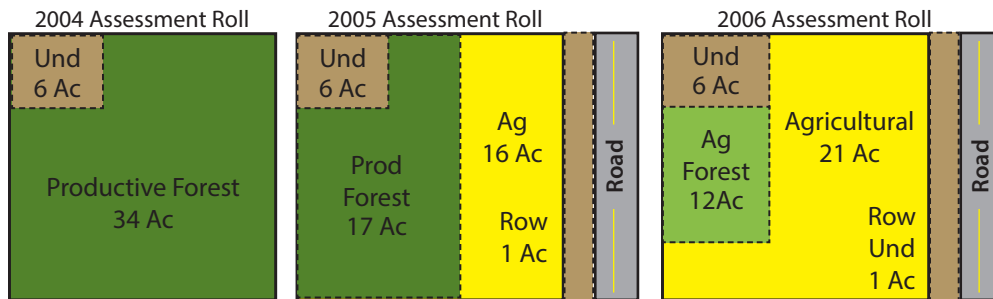 2004 Assessment Roll
Und
6 Ac
Productive Forest
34 Ac
2005 Assessment Roll
Und
6 Ac
Prod
Forest
17 Ac
Ag
16 Ac
Row
1 Ac
Road
2006 Assessment Roll
Und
6 Ac
Ag
Forest
12Ac
Agricultural
21 Ac
Row
Und
1 Ac
Road